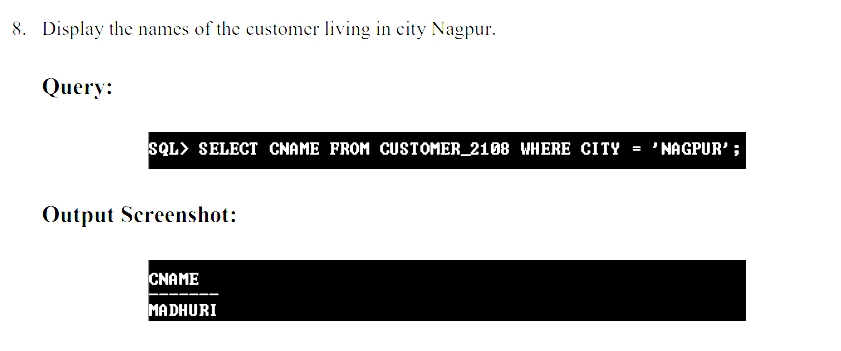 8. Display the names of the customer living in city Nagpur.
Query:
SQL> SELECT CNAME FROM CUSTOMER_2108 WHERE CITY = 'NAGPUR';
Output Screenshot:
CNAME
-------
MADHURI